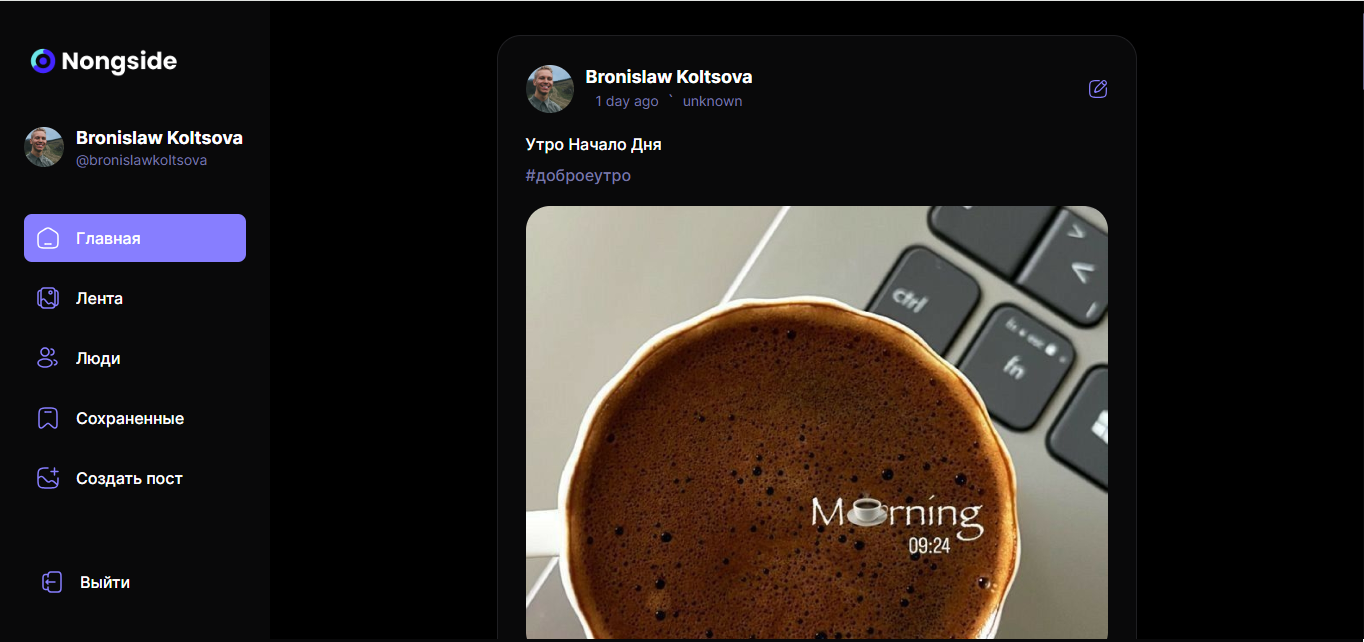 Nongside
Bronislaw Koltsova
@bronislawkoltsova
Главная
Лента
Люди
Сохраненные
Создать пост
Выйти
Bronislaw Koltsova
1 day ago ` unknown
Утро Начало Дня
#доброеутро
ctrl
fn
Morning
09:24